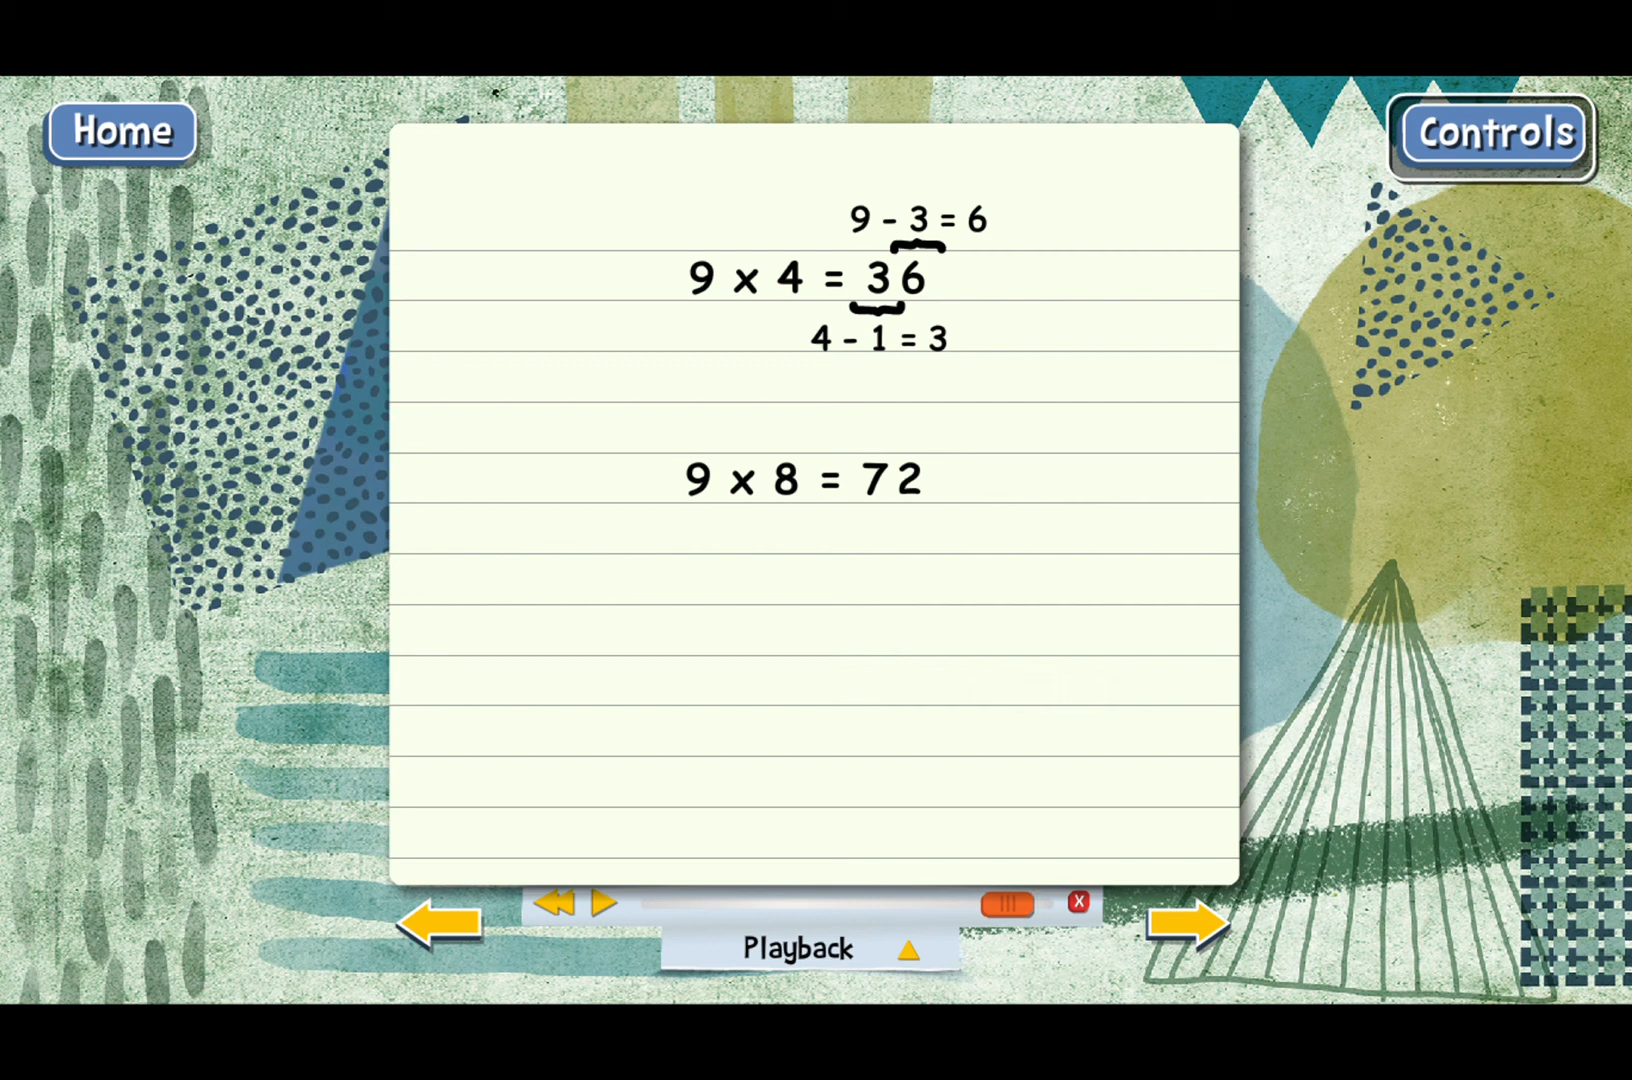 Home
Controls
9 - 3 = 6
9 x 4 = 36
4 - 1 = 3
9 x 8 = 72
X
Playback